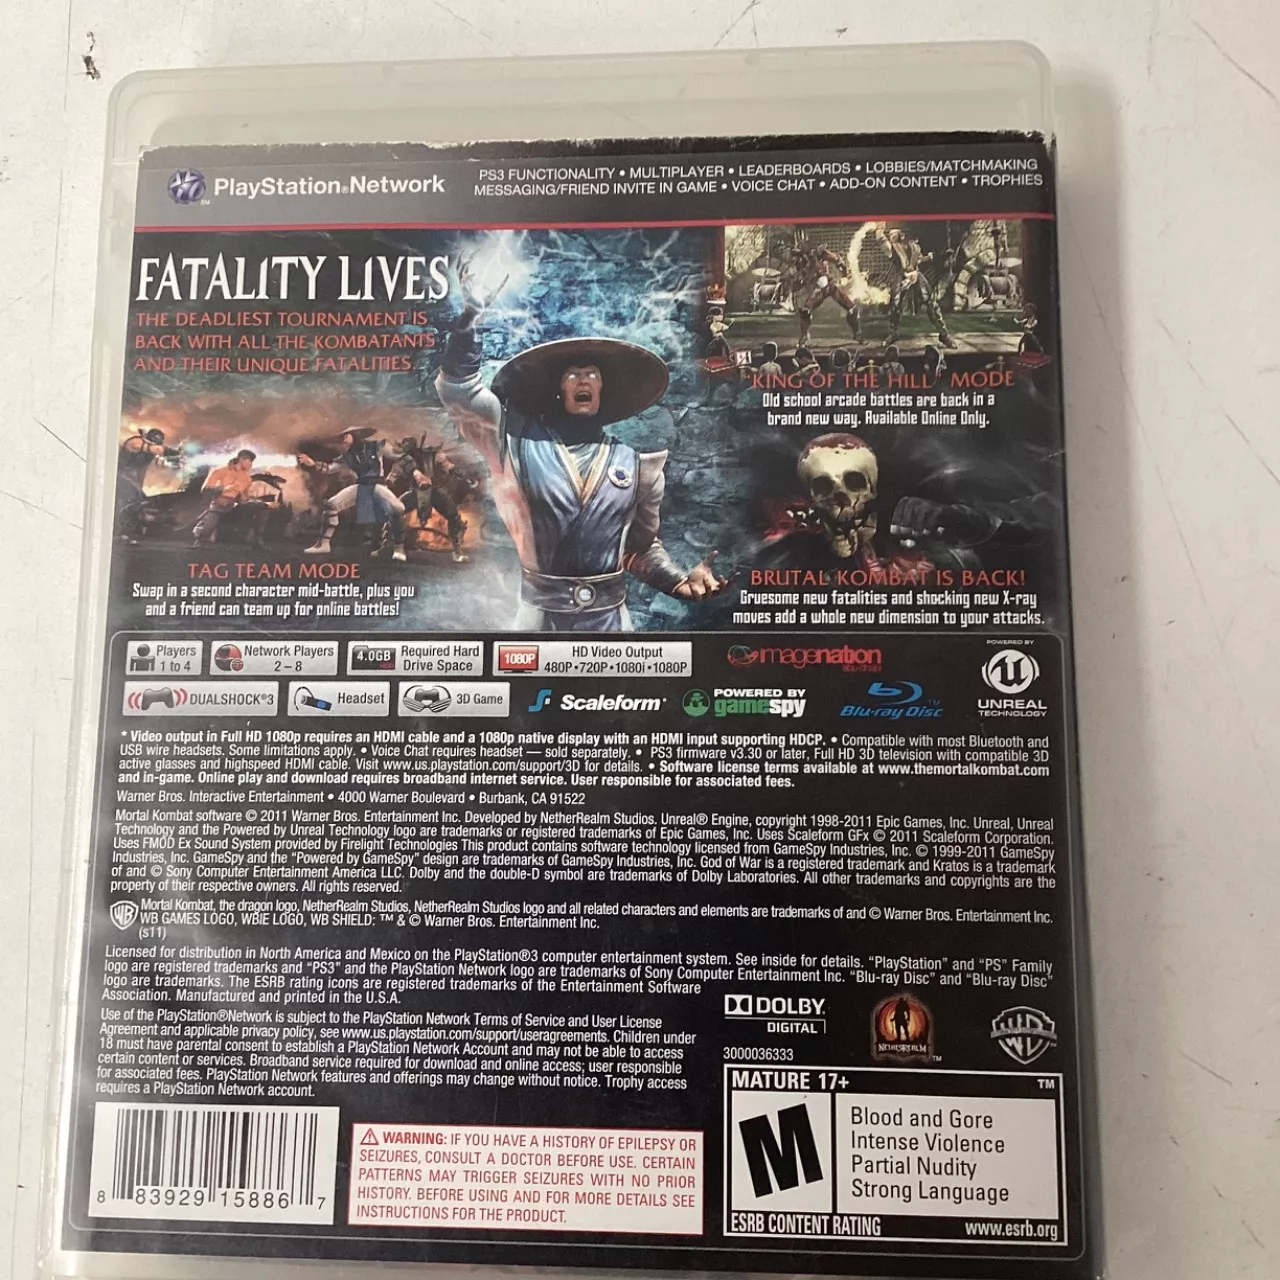 PlayStation®Network
SM
PS3 FUNCTIONALITY • MULTIPLAYER • LEADERBOARDS • LOBBIES/MATCHMAKING
MESSAGING/FRIEND INVITE IN GAME • VOICE CHAT • ADD-ON CONTENT • TROPHIES
FATALITY LIVES
THE DEADLIEST TOURNAMENT IS
BACK WITH ALL THE KOMBATANTS
AND THEIR UNIQUE FATALITIES.
"KING OF THE HILL" MODE
Old school arcade battles are back in a
brand new way. Available Online Only.
TAG TEAM MODE
Swap in a second character mid-battle, plus you
and a friend can team up for online battles!
BRUTAL KOMBAT IS BACK!
Gruesome new fatalities and shocking new X-ray
moves add a whole new dimension to your attacks.
Players
1 to 4
Network Players
2 – 8
4.0GB
Required Hard
Drive Space
1080P
HD Video Output
480P•720P•1080i•1080P
imagenation
POWERED BY
UNREAL
TECHNOLOGY
DUALSHOCK®3
Headset
3D Game
Scaleform®
POWERED BY
gamespy
Blu-ray Disc™
* Video output in Full HD 1080p requires an HDMI cable and a 1080p native display with an HDMI input supporting HDCP. • Compatible with most Bluetooth and
USB wire headsets. Some limitations apply. • Voice Chat requires headset — sold separately. • PS3 firmware v3.30 or later, Full HD 3D television with compatible 3D
active glasses and highspeed HDMI cable. Visit www.us.playstation.com/support/3D for details. • Software license terms available at www.themortalkombat.com
and in-game. Online play and download requires broadband internet service. User responsible for associated fees.
Warner Bros. Interactive Entertainment • 4000 Warner Boulevard • Burbank, CA 91522
Mortal Kombat software © 2011 Warner Bros. Entertainment Inc. Developed by NetherRealm Studios. Unreal® Engine, copyright 1998-2011 Epic Games, Inc. Unreal, Unreal
Technology and the Powered by Unreal Technology logo are trademarks or registered trademarks of Epic Games, Inc. Uses Scaleform GFx © 2011 Scaleform Corporation.
Uses FMOD Ex Sound System provided by Firelight Technologies This product contains software technology licensed from GameSpy Industries, Inc. © 1999-2011 GameSpy
Industries, Inc. GameSpy and the "Powered by GameSpy" design are trademarks of GameSpy Industries, Inc. God of War is a registered trademark and Kratos is a trademark
of and © Sony Computer Entertainment America LLC. Dolby and the double-D symbol are trademarks of Dolby Laboratories. All other trademarks and copyrights are the
property of their respective owners. All rights reserved.
WB
Mortal Kombat, the dragon logo, NetherRealm Studios, NetherRealm Studios logo and all related characters and elements are trademarks of and © Warner Bros. Entertainment Inc.
WB GAMES LOGO, WBIE LOGO, WB SHIELD: ™ & © Warner Bros. Entertainment Inc.
(s11)
Licensed for distribution in North America and Mexico on the PlayStation®3 computer entertainment system. See inside for details. "PlayStation" and "PS" Family
logo are registered trademarks and "PS3" and the PlayStation Network logo are trademarks of Sony Computer Entertainment Inc. "Blu-ray Disc" and "Blu-ray Disc"
logo are trademarks. The ESRB rating icons are registered trademarks of the Entertainment Software
Association. Manufactured and printed in the U.S.A.
Use of the PlayStation®Network is subject to the PlayStation Network Terms of Service and User License
Agreement and applicable privacy policy, see www.us.playstation.com/support/useragreements. Children under
18 must have parental consent to establish a PlayStation Network Account and may not be able to access
certain content or services. Broadband service required for download and online access; user responsible
for associated fees. PlayStation Network features and offerings may change without notice. Trophy access
requires a PlayStation Network account.
DOLBY
DIGITAL
NETHERREALM™
3000036333
MATURE 17+ ™
M
Blood and Gore
Intense Violence
Partial Nudity
Strong Language
ESRB CONTENT RATING www.esrb.org
8 83929 15886 7
WARNING: IF YOU HAVE A HISTORY OF EPILEPSY OR
SEIZURES, CONSULT A DOCTOR BEFORE USE. CERTAIN
PATTERNS MAY TRIGGER SEIZURES WITH NO PRIOR
HISTORY. BEFORE USING AND FOR MORE DETAILS SEE
INSTRUCTIONS FOR THE PRODUCT.